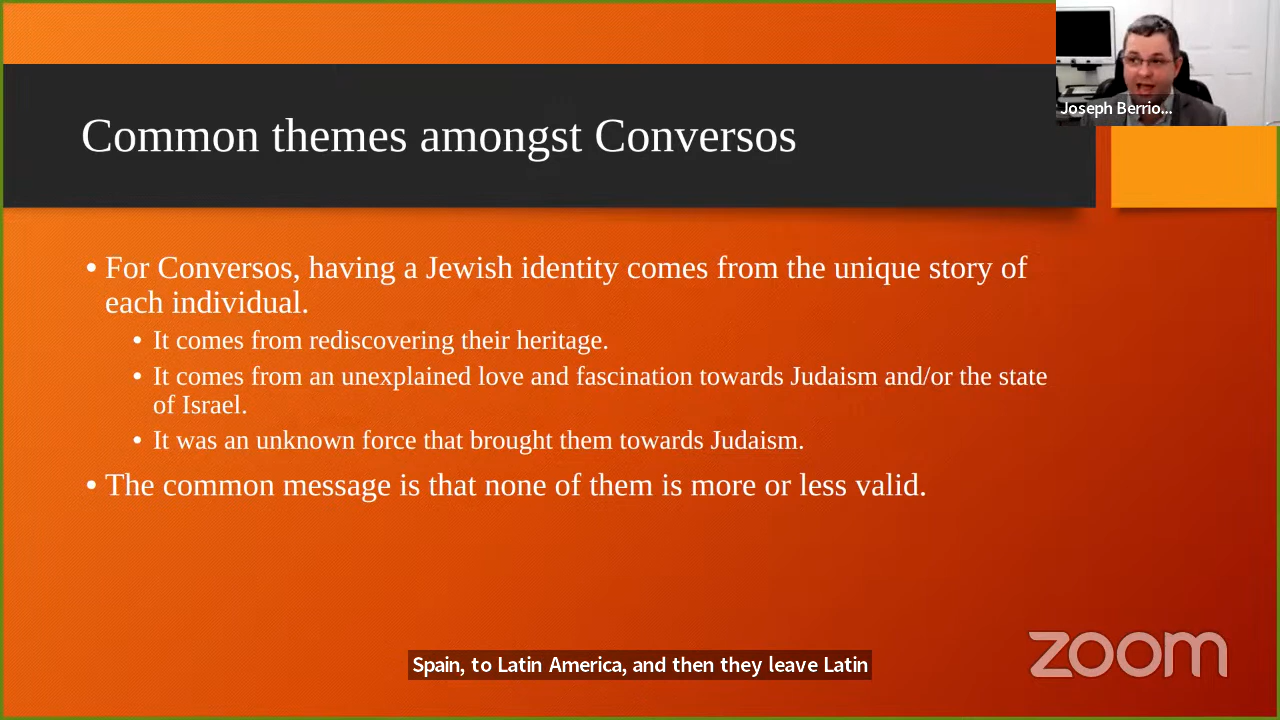 Joseph Berrio...
Common themes amongst Conversos
• For Conversos, having a Jewish identity comes from the unique story of
each individual.
• It comes from rediscovering their heritage.
• It comes from an unexplained love and fascination towards Judaism and/or the state
of Israel.
• It was an unknown force that brought them towards Judaism.
• The common message is that none of them is more or less valid.
Spain, to Latin America, and then they leave Latin
zoom